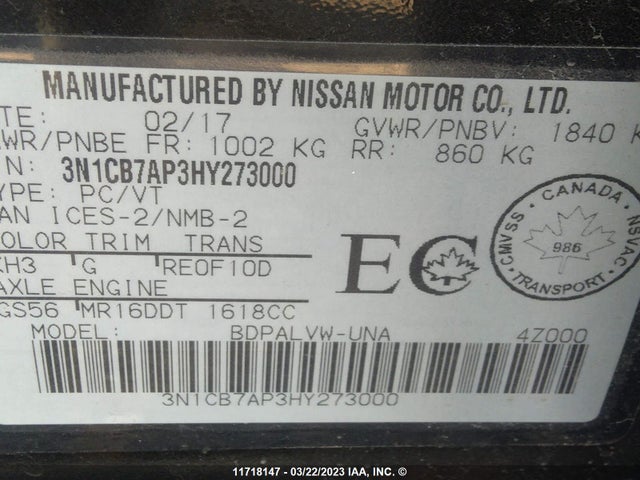 MANUFACTURED BY NISSAN MOTOR CO., LTD.
TE: 02/17 GVWR/PNBV: 1840 K
WR/PNBE FR: 1002 KG RR: 860 KG
N: 3N1CB7AP3HY273000
YPE: PC/VT
AN ICES-2/NMB-2
OLOR TRIM TRANS
KH3 G RE0F10D
AXLE ENGINE
GS56 MR16DDT 1618CC
EC
CANADA
CMVSS NSVAC
986
TRANSPORT
MODEL: BDPALVW-UNA 4Z000
3N1CB7AP3HY273000
11718147 - 03/22/2023 - IAA, INC. ©